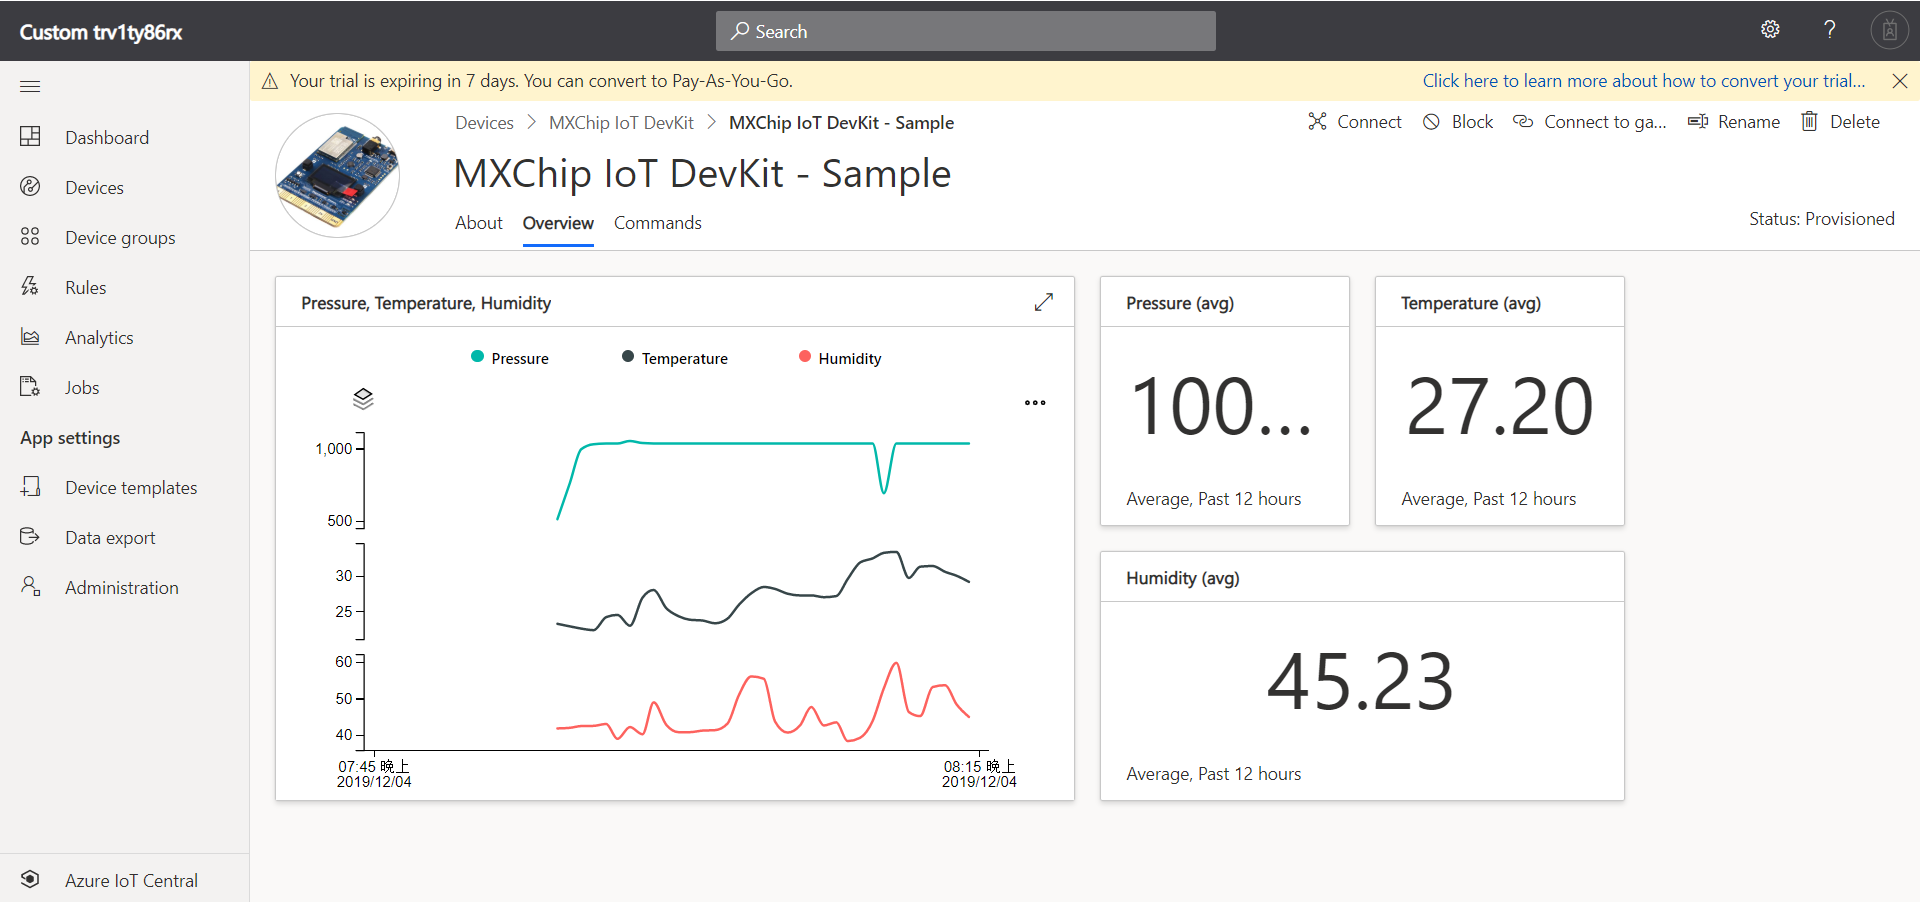 Custom trv1ty86rx
Search
?
Your trial is expiring in 7 days. You can convert to Pay-As-You-Go.
Click here to learn more about how to convert your trial...
Dashboard
Devices
Device groups
Rules
Analytics
Jobs
App settings
Device templates
Data export
Administration
Azure IoT Central
Devices > MXChip IoT DevKit > MXChip IoT DevKit - Sample
Connect
Block
Connect to ga...
Rename
Delete
MXChip IoT DevKit - Sample
About
Overview
Commands
Status: Provisioned
Pressure, Temperature, Humidity
Pressure
Temperature
Humidity
1,000
500
30
25
60
50
40
07:45 晚上
2019/12/04
08:15 晚上
2019/12/04
Pressure (avg)
100...
Average, Past 12 hours
Temperature (avg)
27.20
Average, Past 12 hours
Humidity (avg)
45.23
Average, Past 12 hours